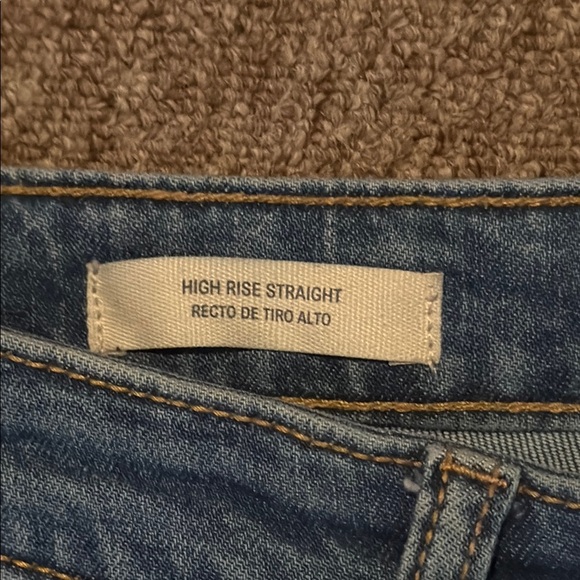 HIGH RISE STRAIGHT
RECTO DE TIRO ALTO